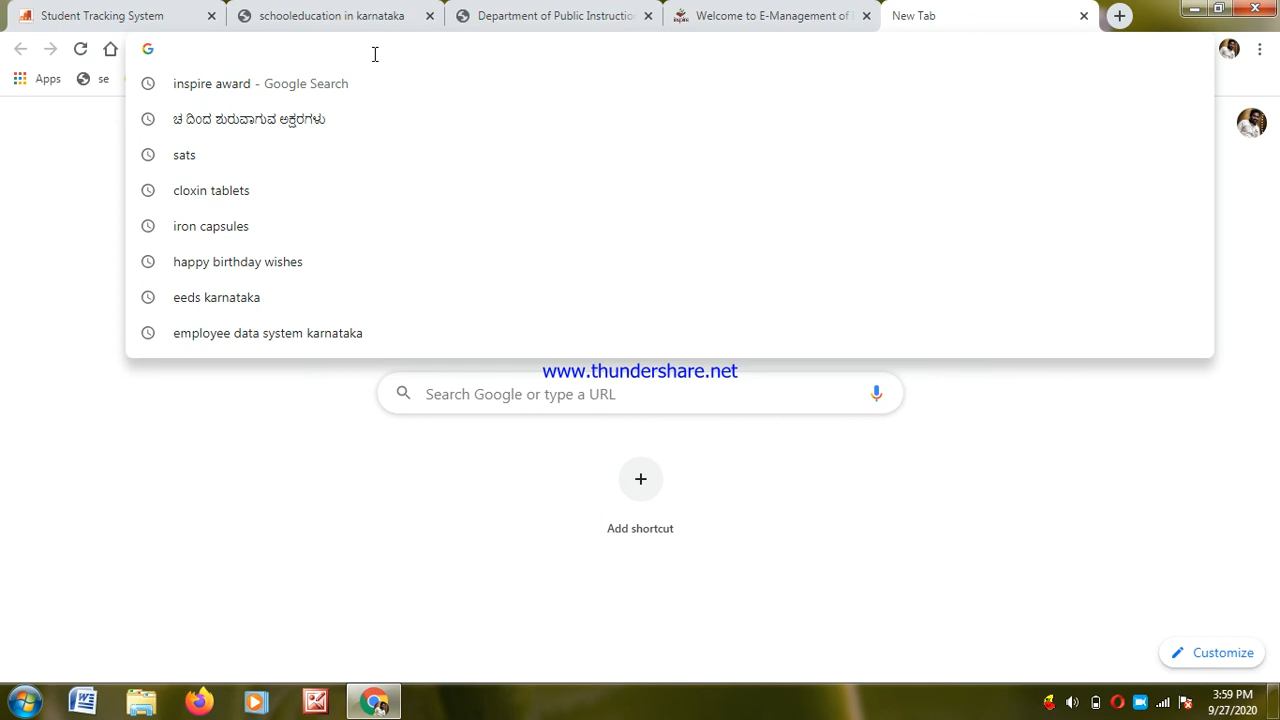 Student Tracking System
schooleducation in karnataka
Department of Public Instructio
Welcome to E-Management of
New Tab
Apps
se
inspire award - Google Search
ಚ ದಿಂದ ಶುರುವಾಗುವ ಅಕ್ಷರಗಳು
sats
cloxin tablets
iron capsules
happy birthday wishes
eeds karnataka
employee data system karnataka
www.thundershare.net
Search Google or type a URL
Add shortcut
Customize
3:59 PM
9/27/2020